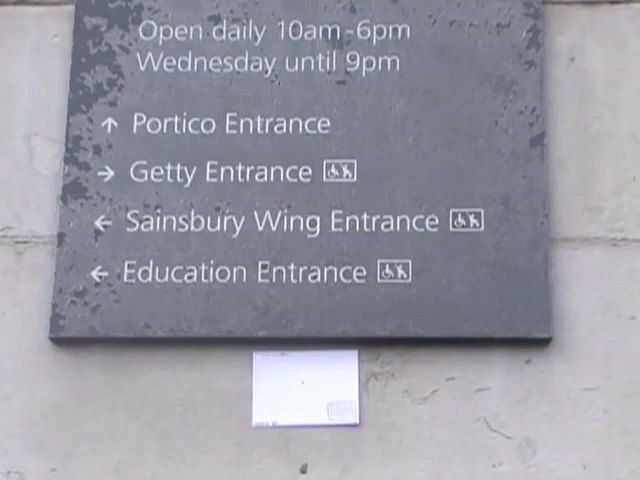 Open daily 10am-6pm
Wednesday until 9pm
↑ Portico Entrance
→ Getty Entrance
← Sainsbury Wing Entrance
← Education Entrance